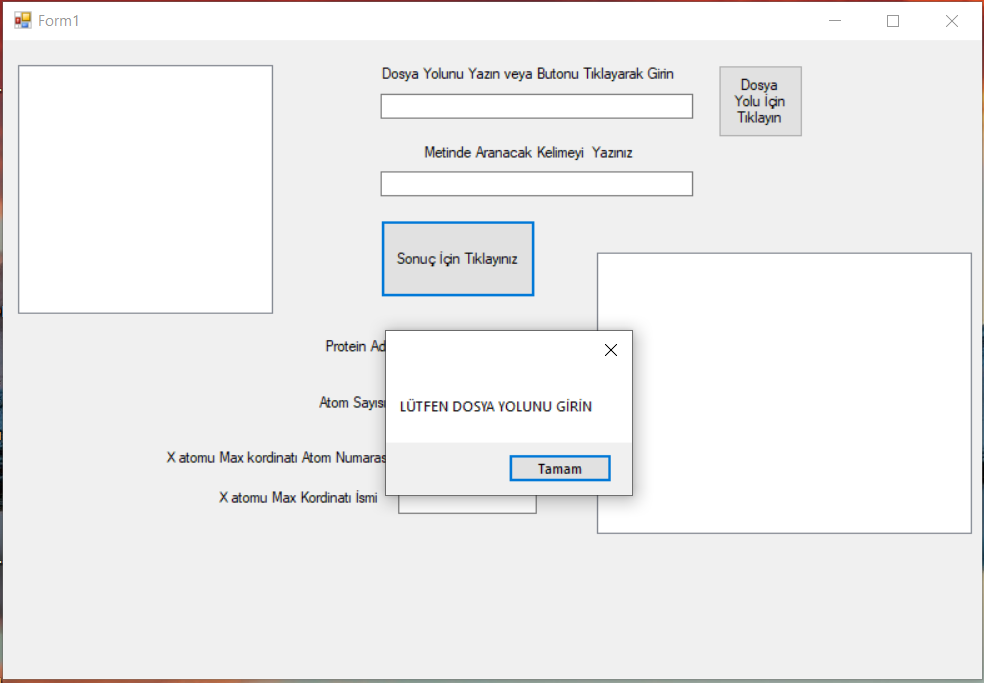 Form1
Dosya Yolunu Yazın veya Butonu Tıklayarak Girin
Dosya
Yolu İçin
Tıklayın
Metinde Aranacak Kelimeyi Yazınız
Sonuç İçin Tıklayınız
Protein Ad
Atom Sayısı
LÜTFEN DOSYA YOLUNU GİRİN
X atomu Max kordinatı Atom Numaras
Tamam
X atomu Max Kordinatı İsmi